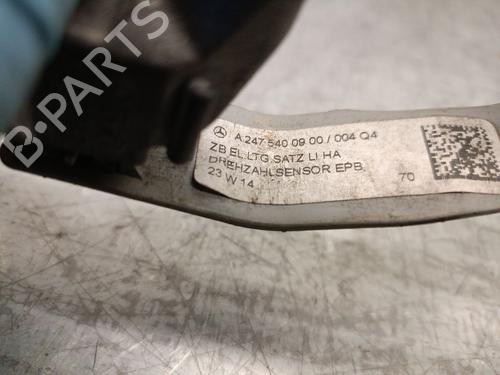 B-PARTS
A 247 540 09 00 / 004 Q4
ZB EL.LTG SATZ LI HA
DREHZAHLSENSOR EPB
23 W 14
70